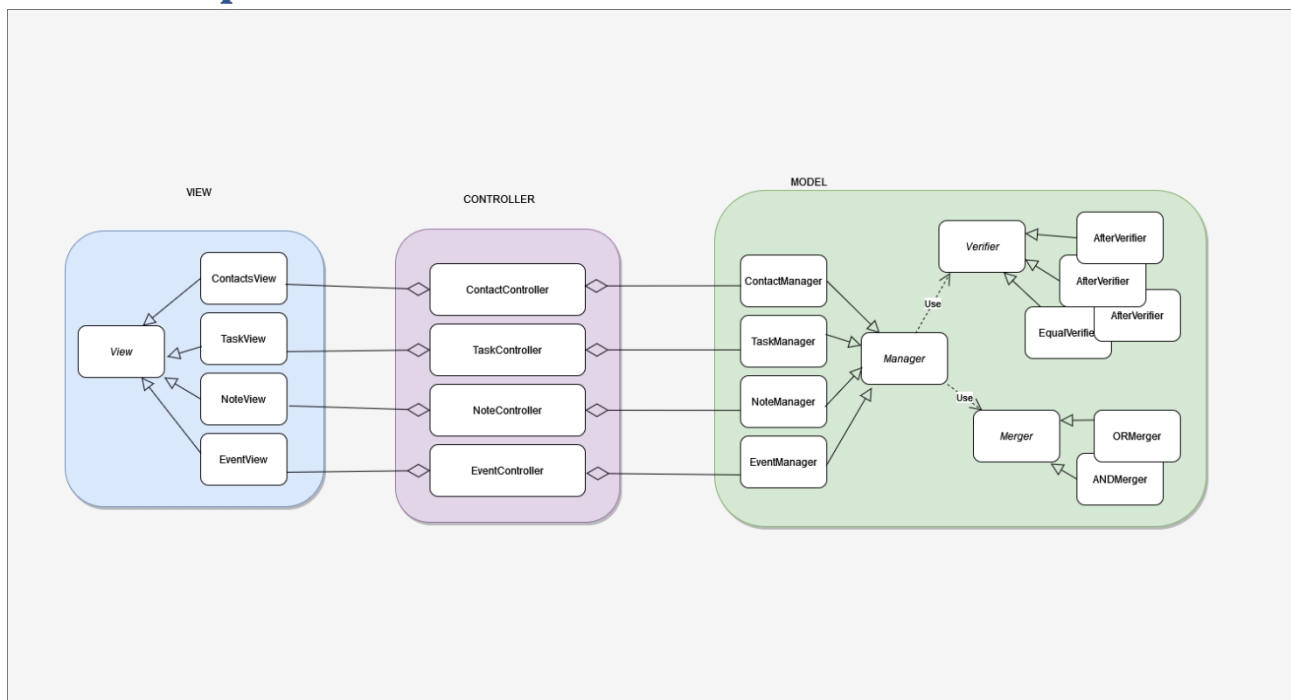 VIEW
ContactsView
View
TaskView
NoteView
EventView
CONTROLLER
ContactController
TaskController
NoteController
EventController
MODEL
ContactManager
TaskManager
NoteManager
EventManager
Manager
Use
Use
Verifier
AfterVerifier
AfterVerifier
AfterVerifier
EqualVerifie
Merger
ORMerger
ANDMerger